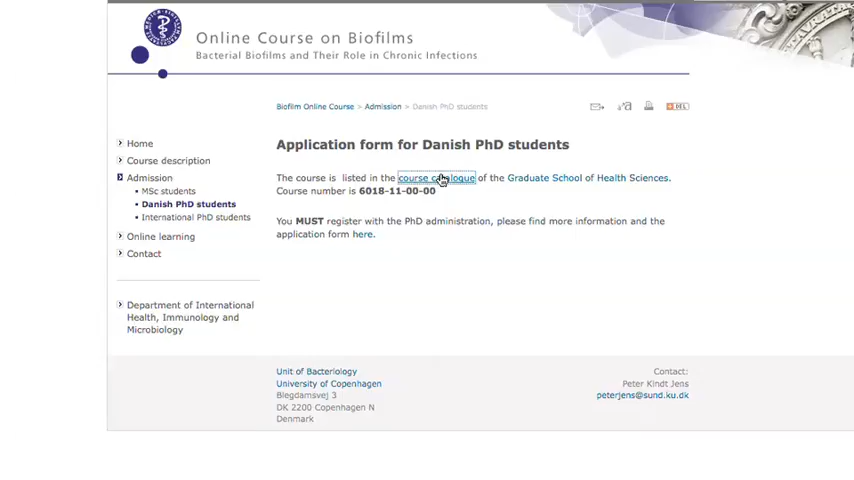 Online Course on Biofilms
Bacterial Biofilms and Their Role in Chronic Infections
Biofilm Online Course > Admission > Danish PhD students
Home
Course description
Admission
MSc students
Danish PhD students
International PhD students
Online learning
Contact
Department of International
Health, Immunology and
Microbiology
Application form for Danish PhD students
The course is listed in the course catalogue of the Graduate School of Health Sciences.
Course number is 6018-11-00-00
You MUST register with the PhD administration, please find more information and the
application form here.
Unit of Bacteriology
University of Copenhagen
Blegdamsvej 3
DK 2200 Copenhagen N
Denmark
Contact:
Peter Kindt Jens
peterjens@sund.ku.dk